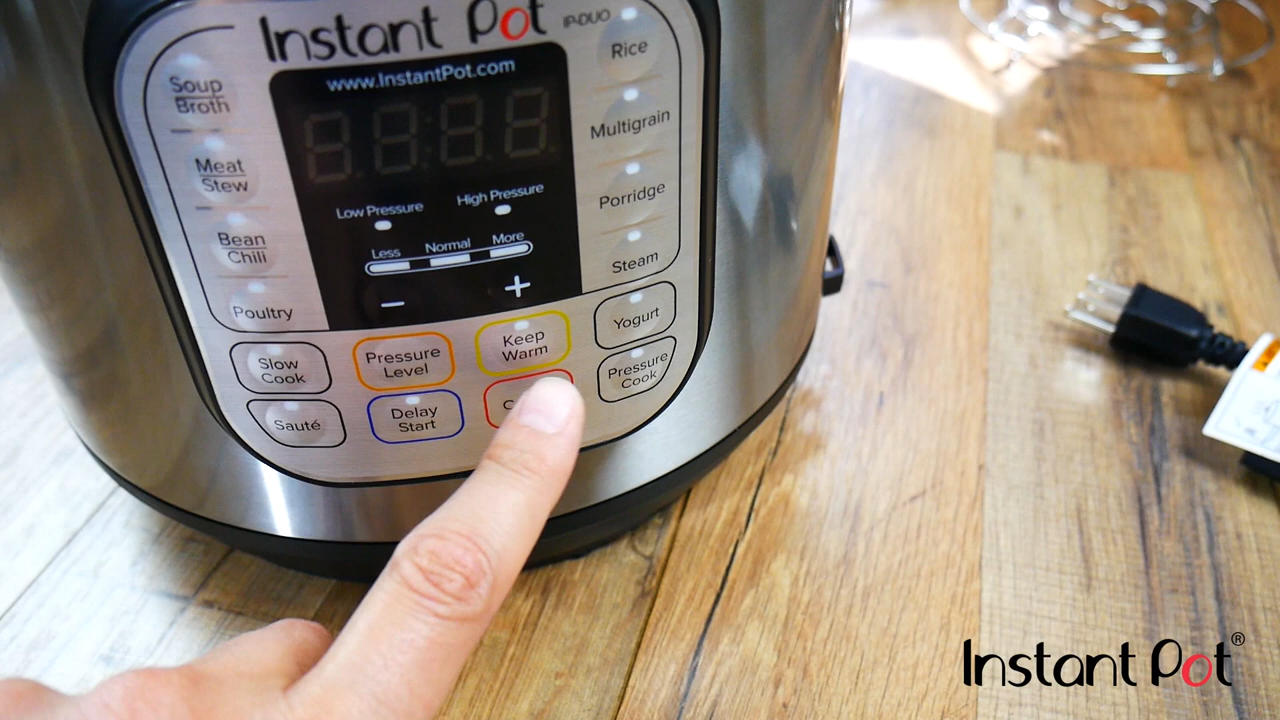 Instant Pot IP-DUO
www.InstantPot.com
Soup
Broth
Meat
Stew
Bean
Chili
Poultry
Rice
Multigrain
Porridge
Steam
Low Pressure
High Pressure
Less Normal More
− +
Slow
Cook
Sauté
Pressure
Level
Delay
Start
Keep
Warm
Yogurt
Pressure
Cook
Instant Pot®